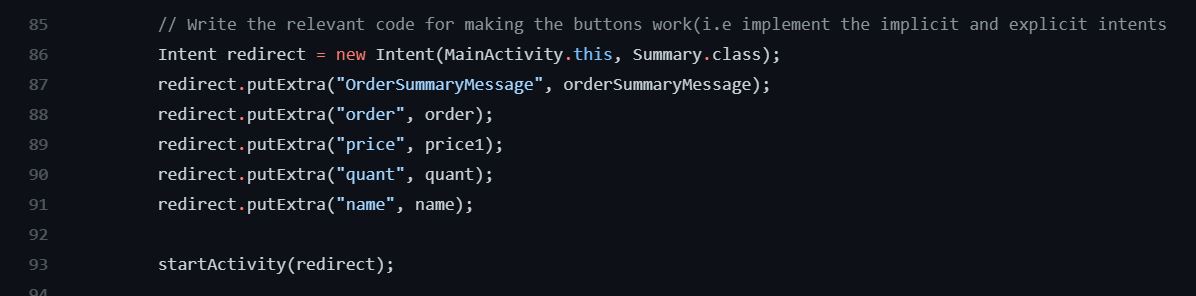 85 // Write the relevant code for making the buttons work(i.e implement the implicit and explicit intents
86 Intent redirect = new Intent(MainActivity.this, Summary.class);
87 redirect.putExtra("OrderSummaryMessage", orderSummaryMessage);
88 redirect.putExtra("order", order);
89 redirect.putExtra("price", price1);
90 redirect.putExtra("quant", quant);
91 redirect.putExtra("name", name);
92
93 startActivity(redirect);
94